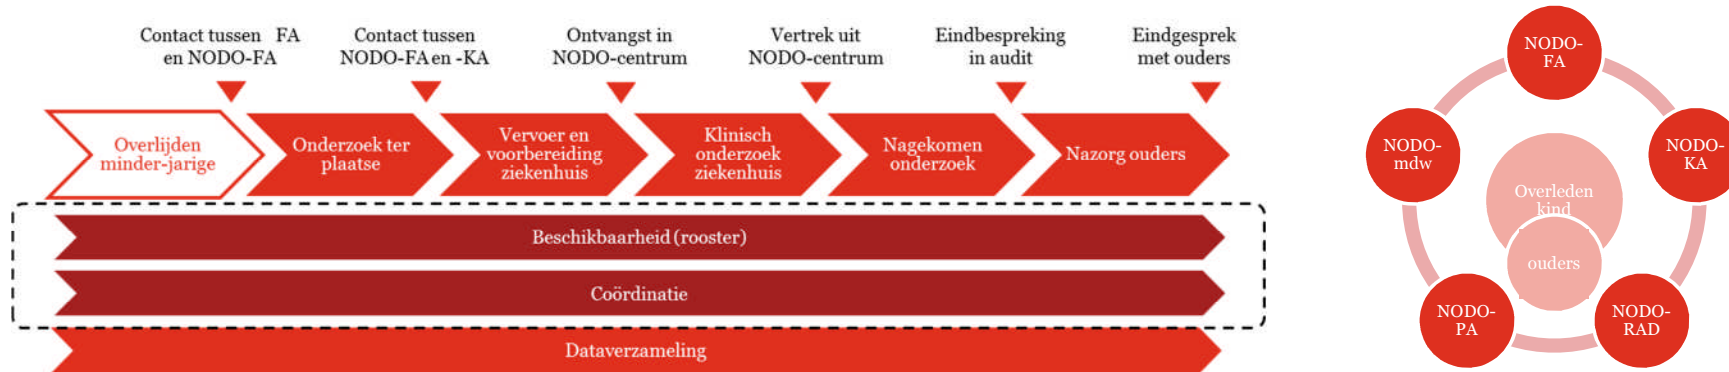 Contact tussen FA
en NODO-FA
Contact tussen
NODO-FA en -KA
Ontvangst in
NODO-centrum
Vertrek uit
NODO-centrum
Eindbespreking
in audit
Eindgesprek
met ouders
Overlijden
minder-jarige
Onderzoek ter
plaatse
Vervoer en
voorbereiding
ziekenhuis
Klinisch
onderzoek
ziekenhuis
Nagekomen
onderzoek
Nazorg ouders
Beschikbaarheid (rooster)
Coördinatie
Dataverzameling
NODO-
FA
NODO-
mdw
NODO-
KA
Overleden
kind
ouders
NODO-
PA
NODO-
RAD